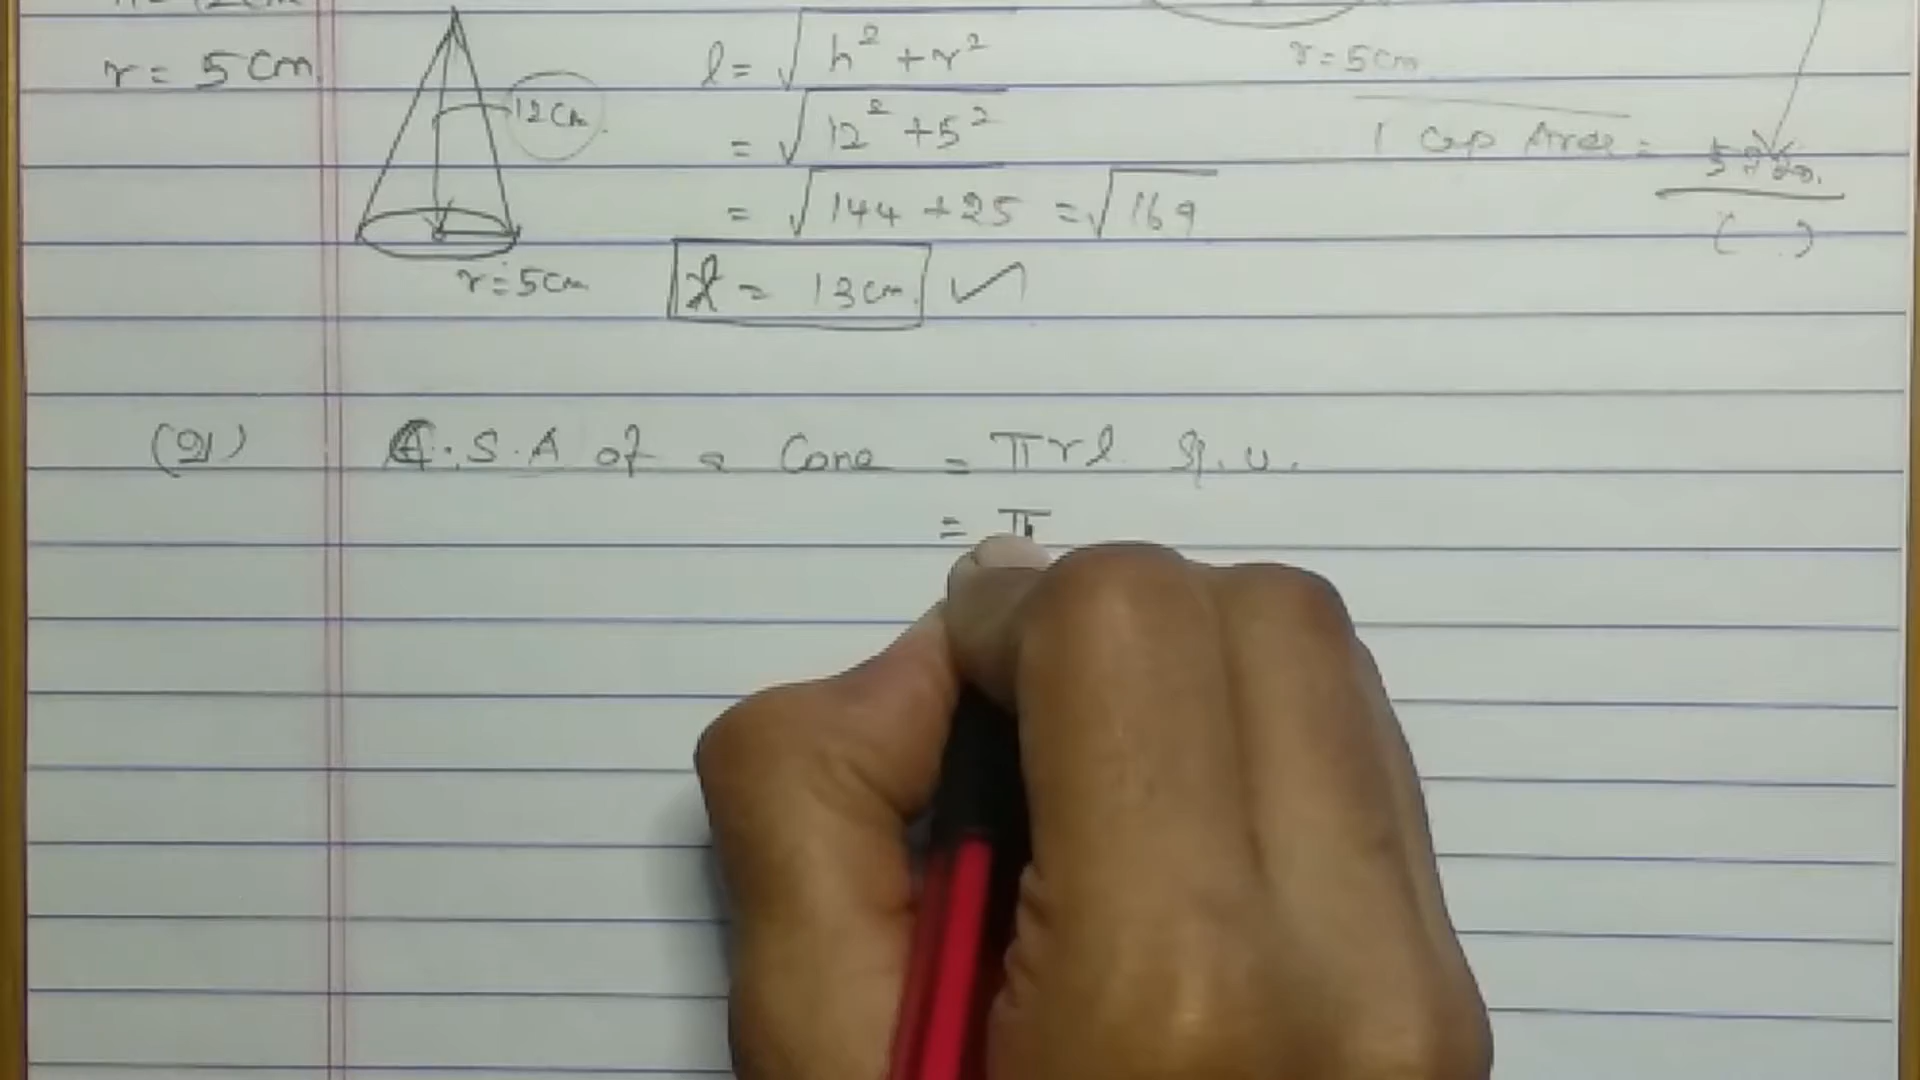 r = 5 cm.
12 cm.
r = 5 cm
l = √h² + r²
= √12² + 5²
= √144 + 25 = √169
l = 13 cm.
r = 5 cm
1 cap Area =
( )
(2)
C.S.A of a Cone = πrl Sq.u.
= π